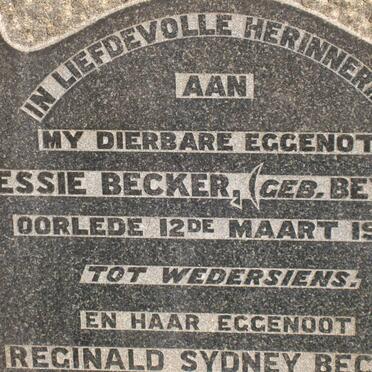 IN LIEFDEVOLLE HERINNER
AAN
MY DIERBARE EGGENOT
ESSIE BECKER, (GEB. BE
OORLEDE 12DE MAART 19
TOT WEDERSIENS.
EN HAAR EGGENOOT
REGINALD SYDNEY BEC